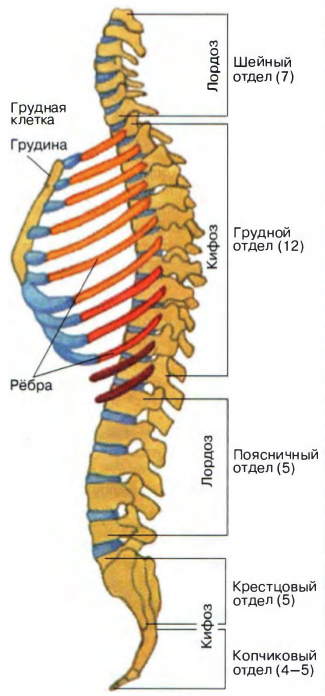 Лордоз
Шейный
отдел (7)
Грудная
клетка
Грудина
Кифоз
Грудной
отдел (12)
Рёбра
Лордоз
Поясничный
отдел (5)
Крестцовый
отдел (5)
Кифоз
Копчиковый
отдел (4–5)